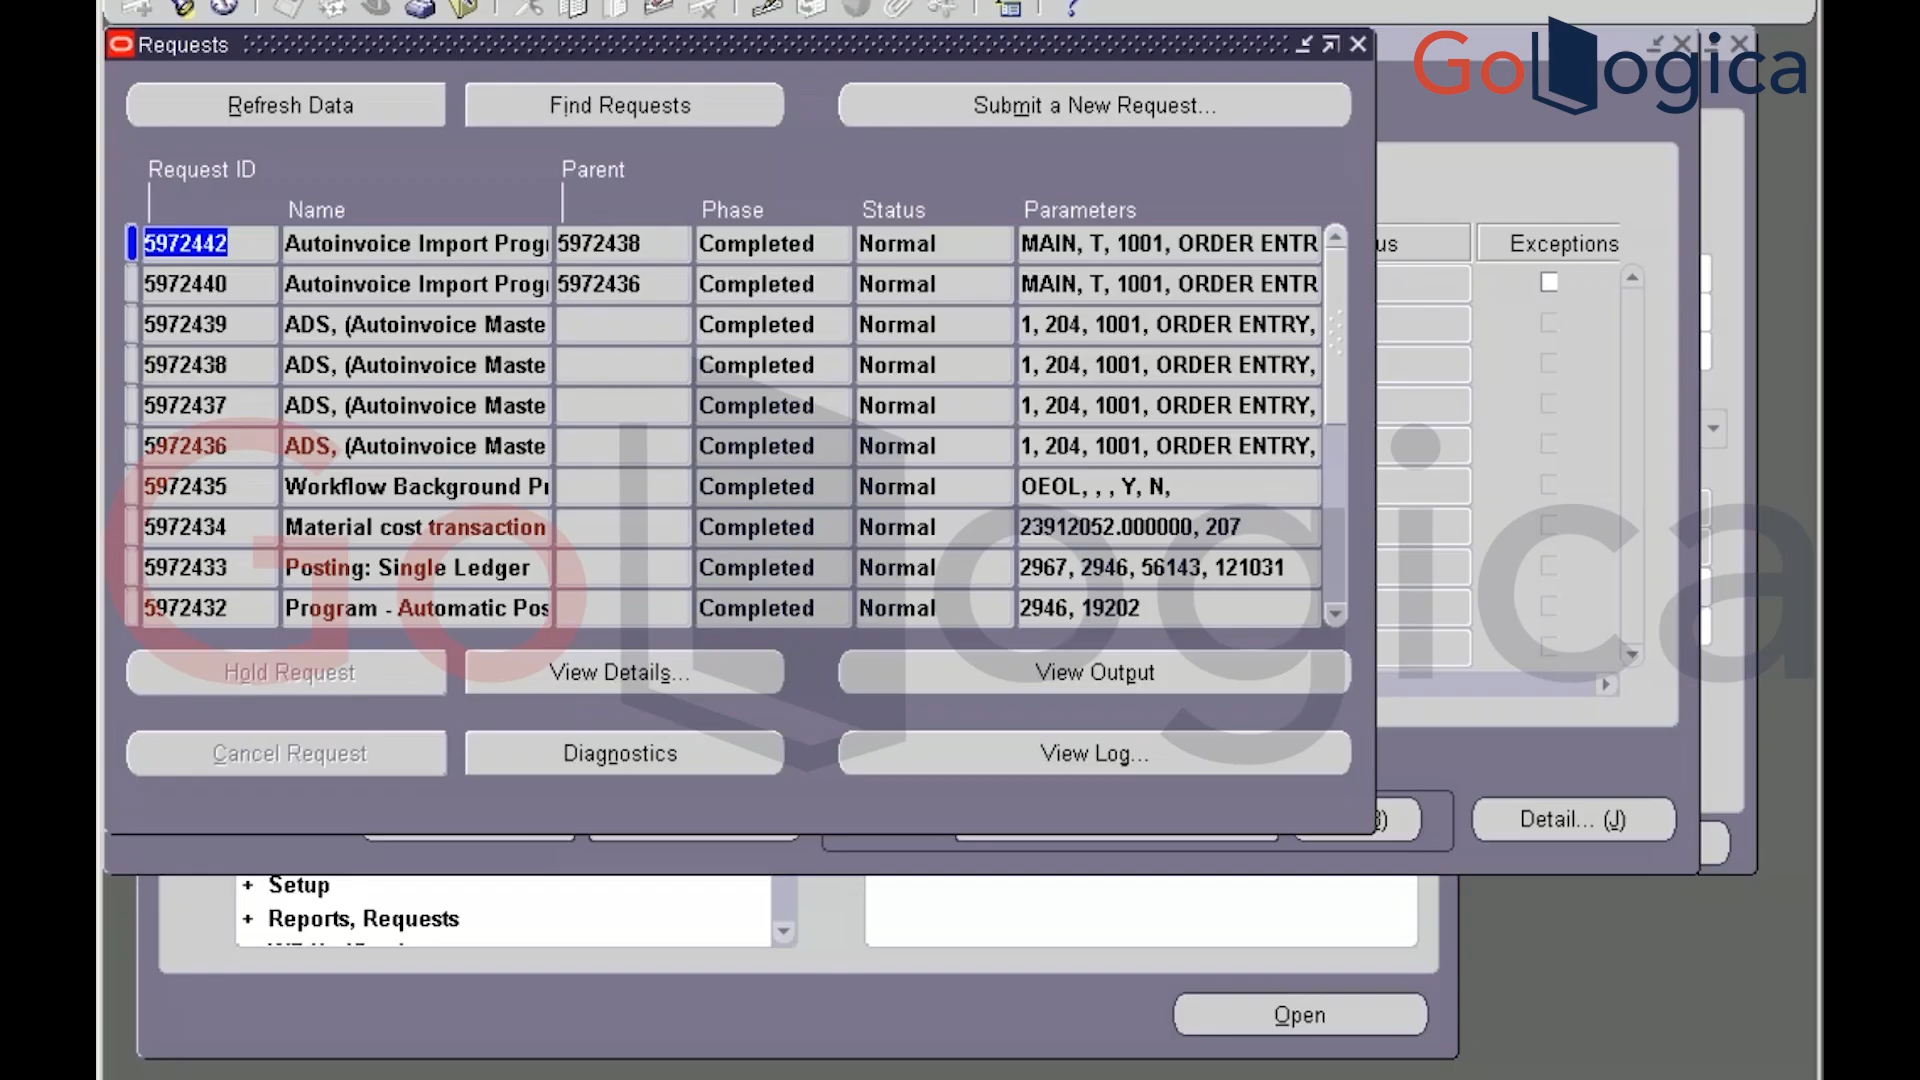 Requests
GoLogica
Refresh Data Find Requests Submit a New Request...
Request ID Parent
Name Phase Status Parameters
5972442 Autoinvoice Import Progr 5972438 Completed Normal MAIN, T, 1001, ORDER ENTR
us Exceptions
5972440 Autoinvoice Import Progr 5972436 Completed Normal MAIN, T, 1001, ORDER ENTR
5972439 ADS, (Autoinvoice Maste Completed Normal 1, 204, 1001, ORDER ENTRY,
5972438 ADS, (Autoinvoice Maste Completed Normal 1, 204, 1001, ORDER ENTRY,
5972437 ADS, (Autoinvoice Maste Completed Normal 1, 204, 1001, ORDER ENTRY,
5972436 ADS, (Autoinvoice Maste Completed Normal 1, 204, 1001, ORDER ENTRY,
5972435 Workflow Background Pr Completed Normal OEOL, , , Y, N,
5972434 Material cost transaction Completed Normal 23912052.000000, 207
5972433 Posting: Single Ledger Completed Normal 2967, 2946, 56143, 121031
5972432 Program - Automatic Pos Completed Normal 2946, 19202
GoLogica
Hold Request View Details... View Output
Cancel Request Diagnostics View Log...
Detail... (J)
+ Setup
+ Reports, Requests
Open